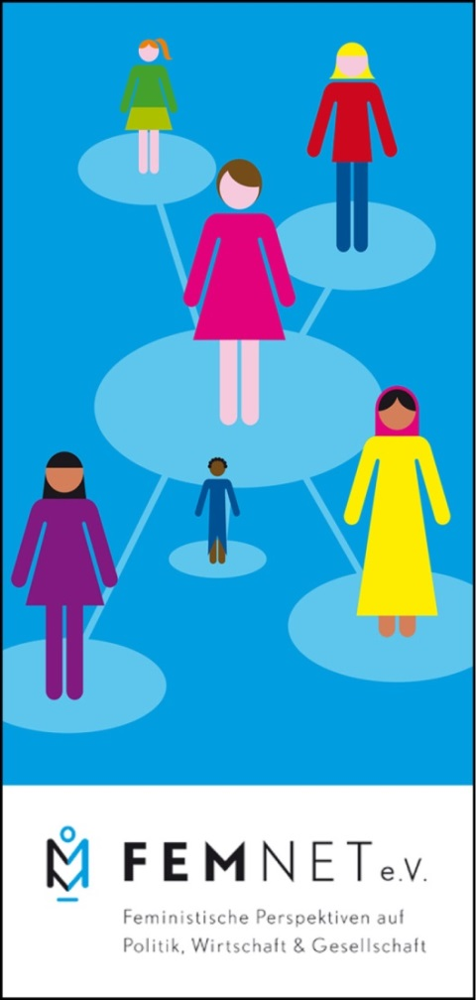 FEMNET e.V.
Feministische Perspektiven auf
Politik, Wirtschaft & Gesellschaft